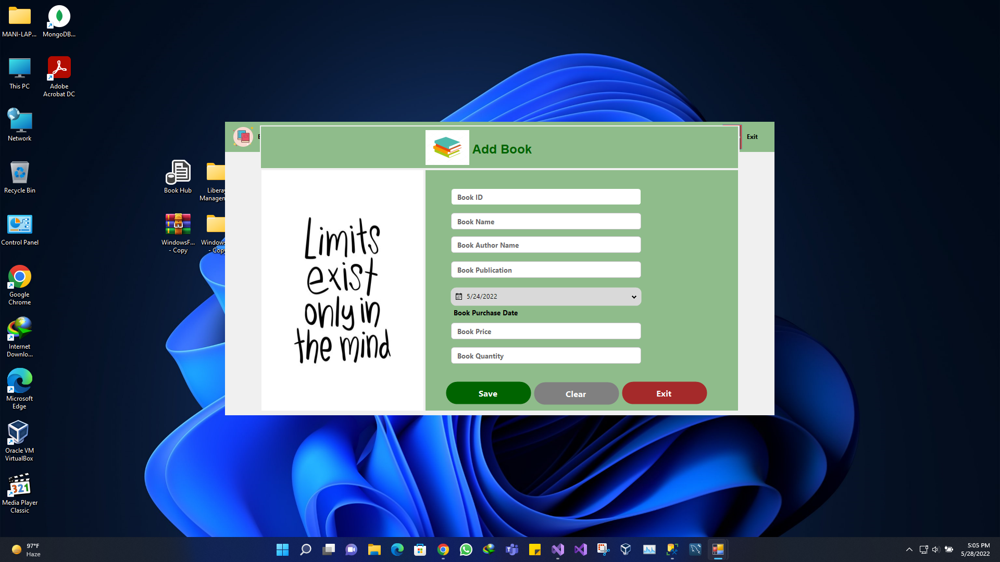 MANI-LAP...
MongoDB...
This PC
Adobe
Acrobat DC
Network
Recycle Bin
Control Panel
Google
Chrome
Internet
Downlo...
Microsoft
Edge
Oracle VM
VirtualBox
321
Media Player
Classic
Book Hub
Liberay
Managem
WindowsF...
- Copy
Windows
- Copy
Exit
Add Book
Limits
exist
only in
the mind
Book ID
Book Name
Book Author Name
Book Publication
5/24/2022
Book Purchase Date
Book Price
Book Quantity
Save
Clear
Exit
97°F
Haze
5:05 PM
5/28/2022